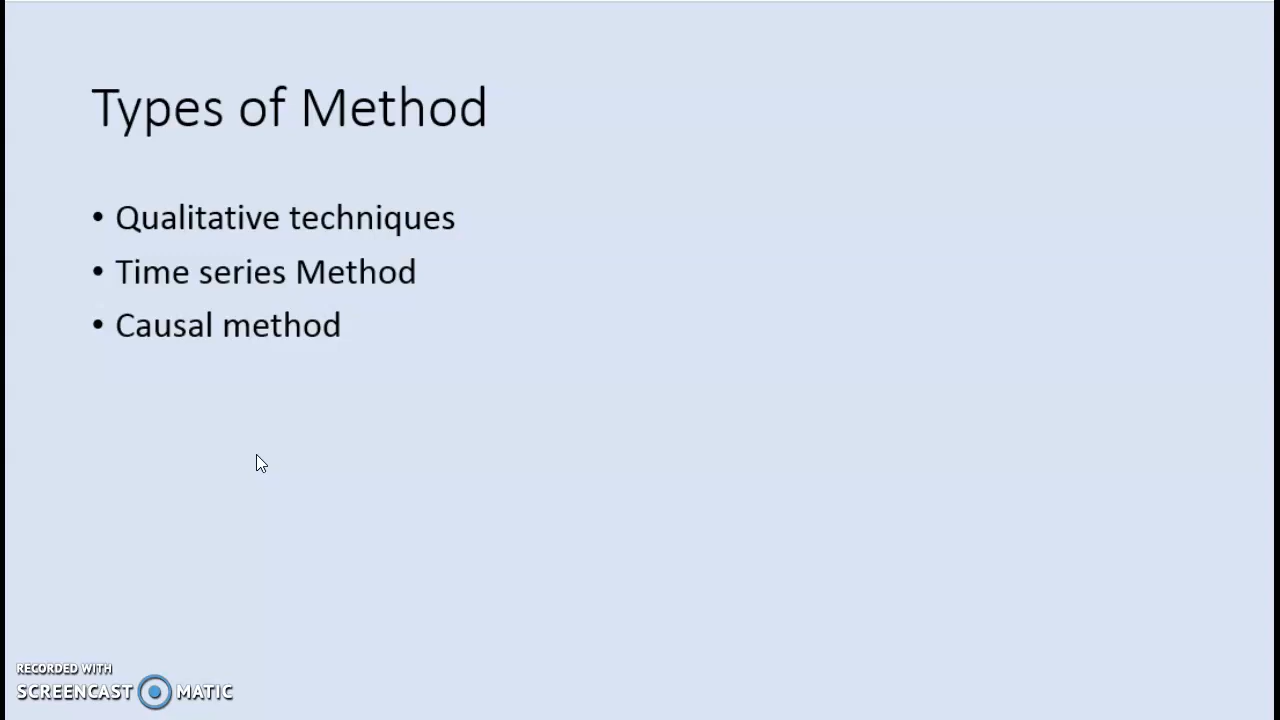 Types of Method
• Qualitative techniques
• Time series Method
• Causal method
RECORDED WITH
SCREENCAST MATIC